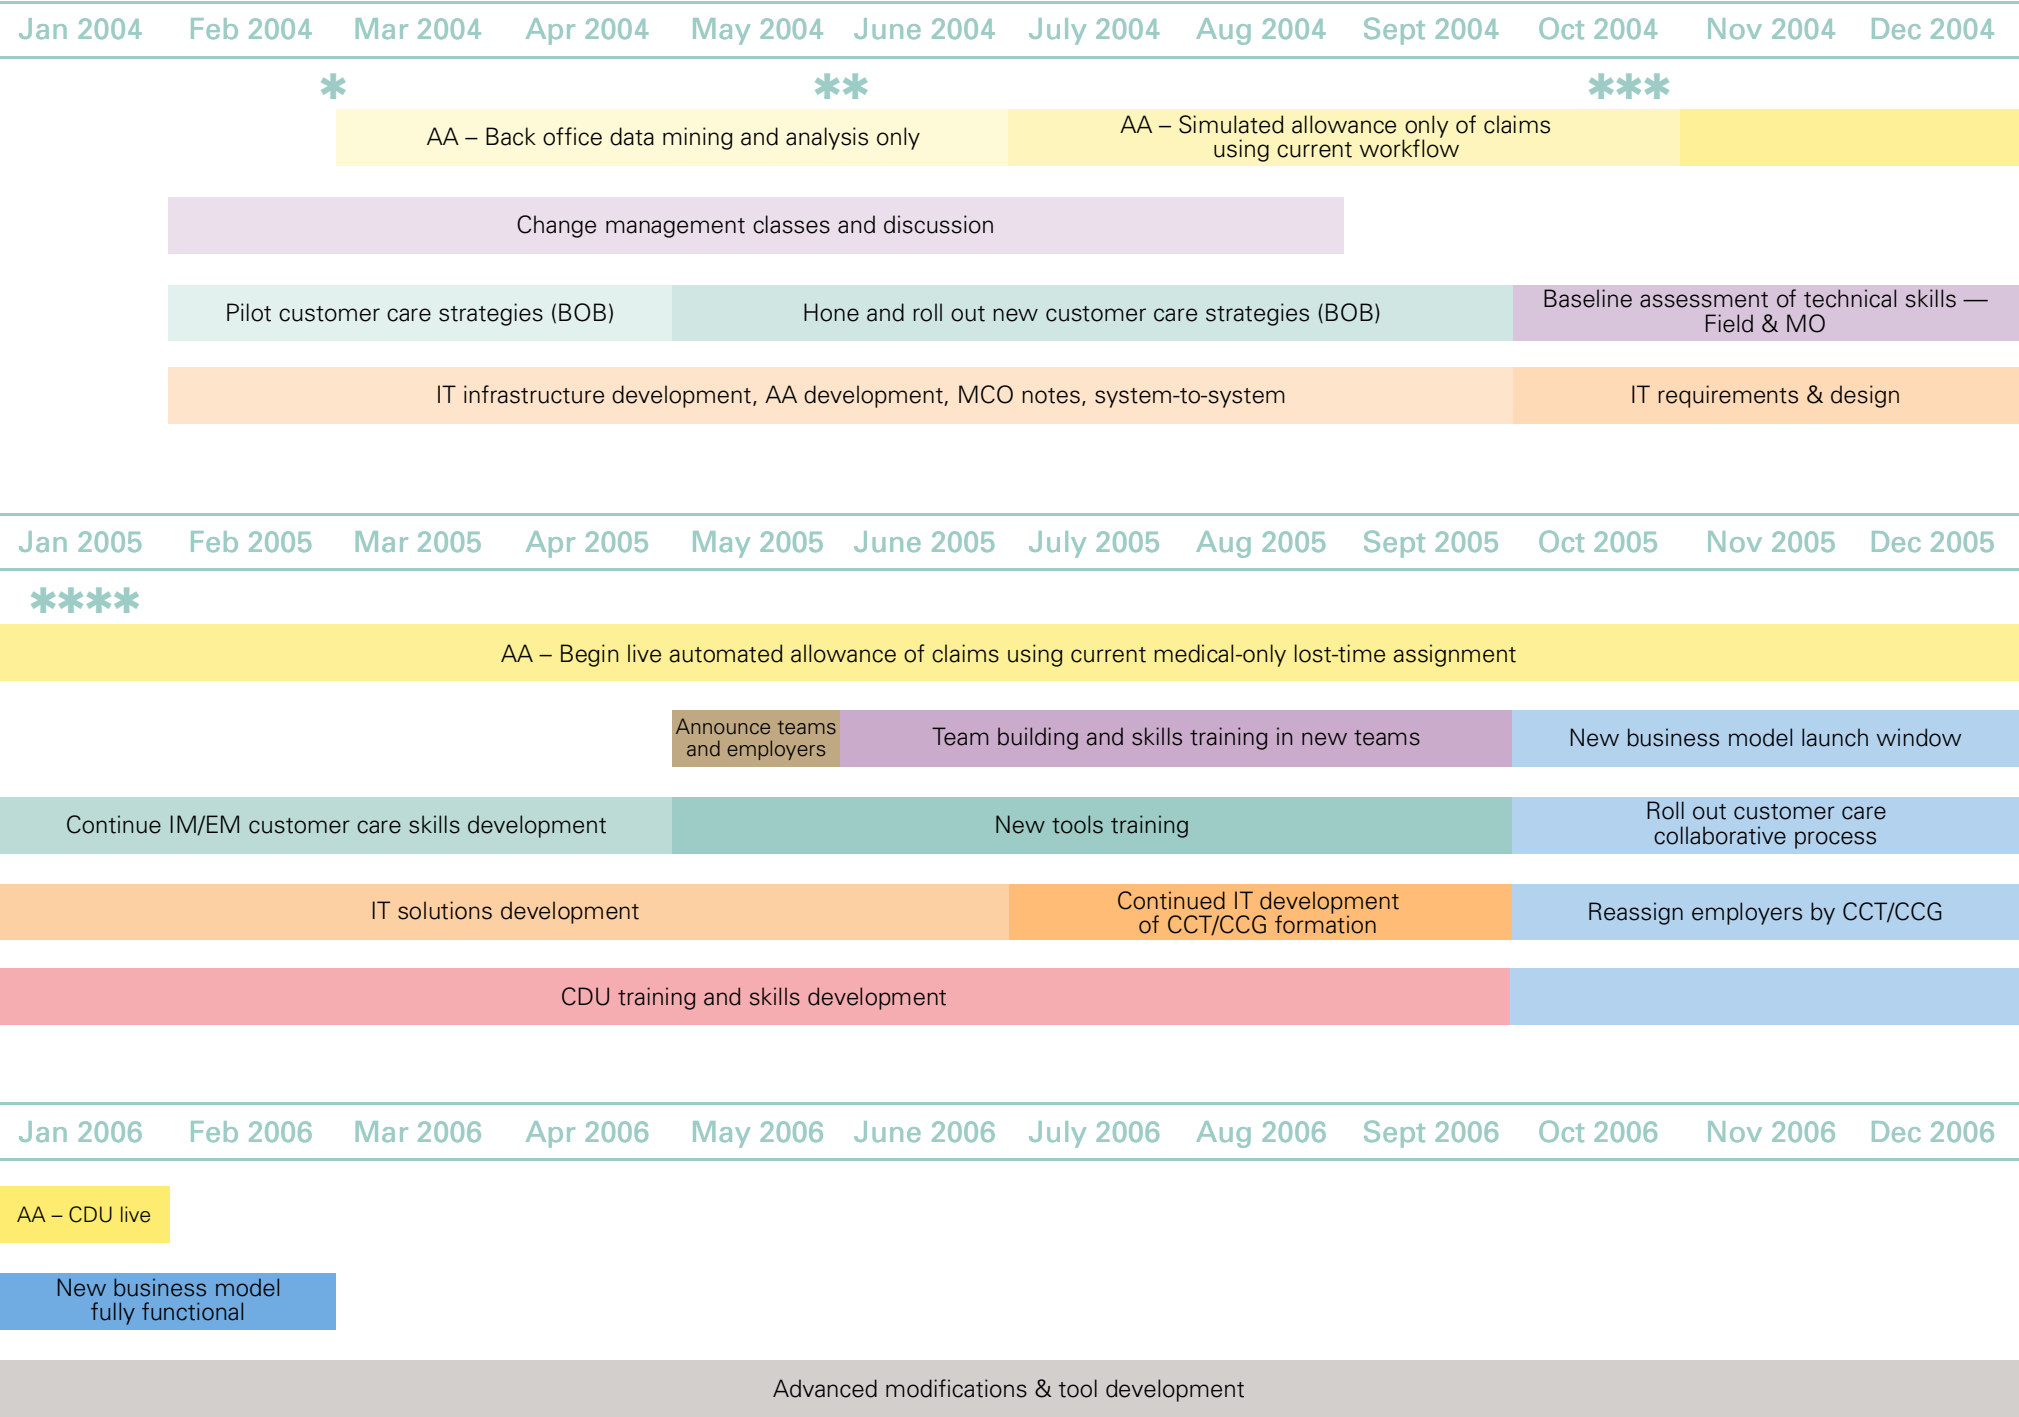 Jan 2004 Feb 2004 Mar 2004 Apr 2004 May 2004 June 2004 July 2004 Aug 2004 Sept 2004 Oct 2004 Nov 2004 Dec 2004
* ** ***
AA – Back office data mining and analysis only
AA – Simulated allowance only of claims
using current workflow
Change management classes and discussion
Pilot customer care strategies (BOB)
Hone and roll out new customer care strategies (BOB)
Baseline assessment of technical skills —
Field & MO
IT infrastructure development, AA development, MCO notes, system-to-system
IT requirements & design
Jan 2005 Feb 2005 Mar 2005 Apr 2005 May 2005 June 2005 July 2005 Aug 2005 Sept 2005 Oct 2005 Nov 2005 Dec 2005
****
AA – Begin live automated allowance of claims using current medical-only lost-time assignment
Announce teams
and employers
Team building and skills training in new teams
New business model launch window
Continue IM/EM customer care skills development
New tools training
Roll out customer care
collaborative process
IT solutions development
Continued IT development
of CCT/CCG formation
Reassign employers by CCT/CCG
CDU training and skills development
Jan 2006 Feb 2006 Mar 2006 Apr 2006 May 2006 June 2006 July 2006 Aug 2006 Sept 2006 Oct 2006 Nov 2006 Dec 2006
AA – CDU live
New business model
fully functional
Advanced modifications & tool development